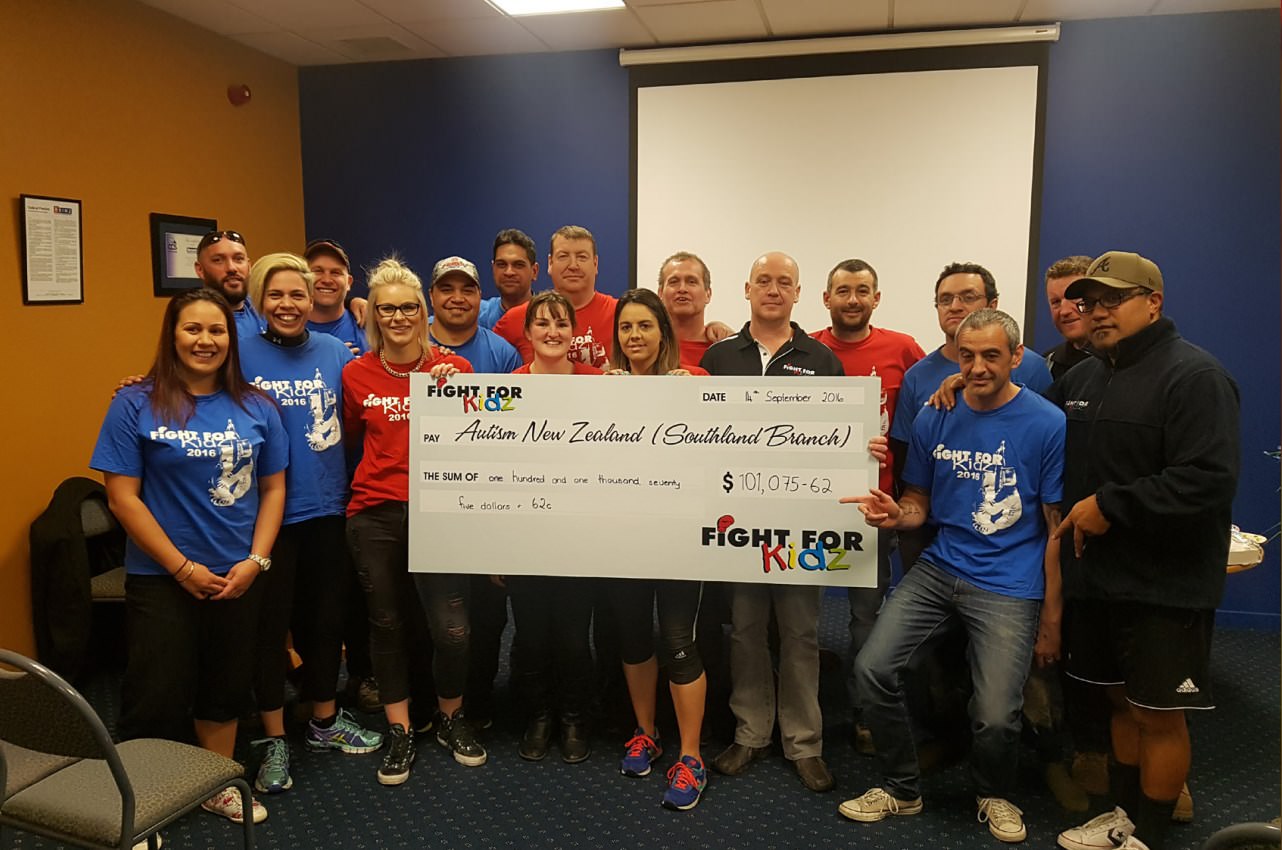 FIGHT FOR
Kidz
DATE 14th September 2016
PAY Autism New Zealand (Southland Branch)
THE SUM OF one hundred and one thousand, seventy
$ 101,075-62
five dollars + 62c
FIGHT FOR
Kidz
FIGHT FOR
Kidz
2016
FIGHT FOR
Kidz
2016
FIGHT FOR
Kidz
2016
FIGHT FOR
Kidz
2016
A
adidas